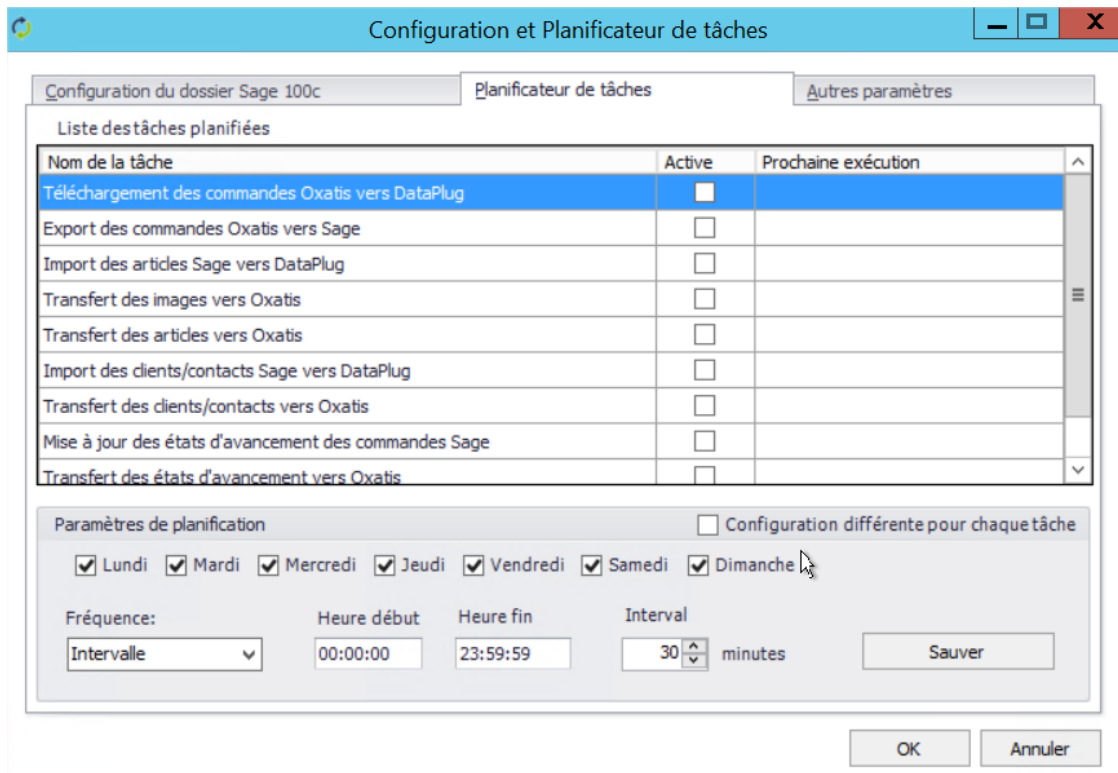 Configuration et Planificateur de tâches
Configuration du dossier Sage 100c Planificateur de tâches Autres paramètres
Liste des tâches planifiées
Nom de la tâche Active Prochaine exécution
Téléchargement des commandes Oxatis vers DataPlug
Export des commandes Oxatis vers Sage
Import des articles Sage vers DataPlug
Transfert des images vers Oxatis
Transfert des articles vers Oxatis
Import des clients/contacts Sage vers DataPlug
Transfert des clients/contacts vers Oxatis
Mise à jour des états d'avancement des commandes Sage
Transfert des états d'avancement vers Oxatis
Paramètres de planification Configuration différente pour chaque tâche
Lundi Mardi Mercredi Jeudi Vendredi Samedi Dimanche
Fréquence: Heure début Heure fin Interval
Intervalle 00:00:00 23:59:59 30 minutes Sauver
OK Annuler